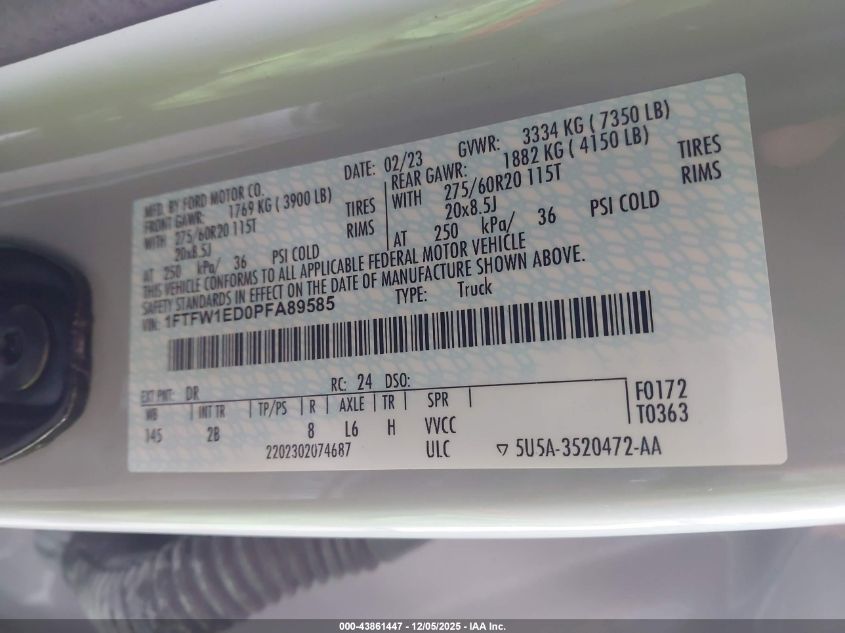 MFD. BY FORD MOTOR CO.
DATE: 02/23 GVWR: 3334 KG ( 7350 LB)
FRONT GAWR: 1769 KG ( 3900 LB)
REAR GAWR: 1882 KG ( 4150 LB)
WITH 275/60R20 115T TIRES
WITH 275/60R20 115T TIRES
20x8.5J RIMS
20x8.5J RIMS
AT 250 kPa/ 36 PSI COLD
AT 250 kPa/ 36 PSI COLD
THIS VEHICLE CONFORMS TO ALL APPLICABLE FEDERAL MOTOR VEHICLE
SAFETY STANDARDS IN EFFECT ON THE DATE OF MANUFACTURE SHOWN ABOVE.
VIN: 1FTFW1ED0PFA89585 TYPE: Truck
EXT PNT: DR RC: 24 DSO:
WB INT TR TP/PS R AXLE TR SPR
145 2B 8 L6 H VVCC
2202302074687 ULC
F0172
T0363
▽ 5U5A-3520472-AA
000-43861447 - 12/05/2025 - IAA Inc.